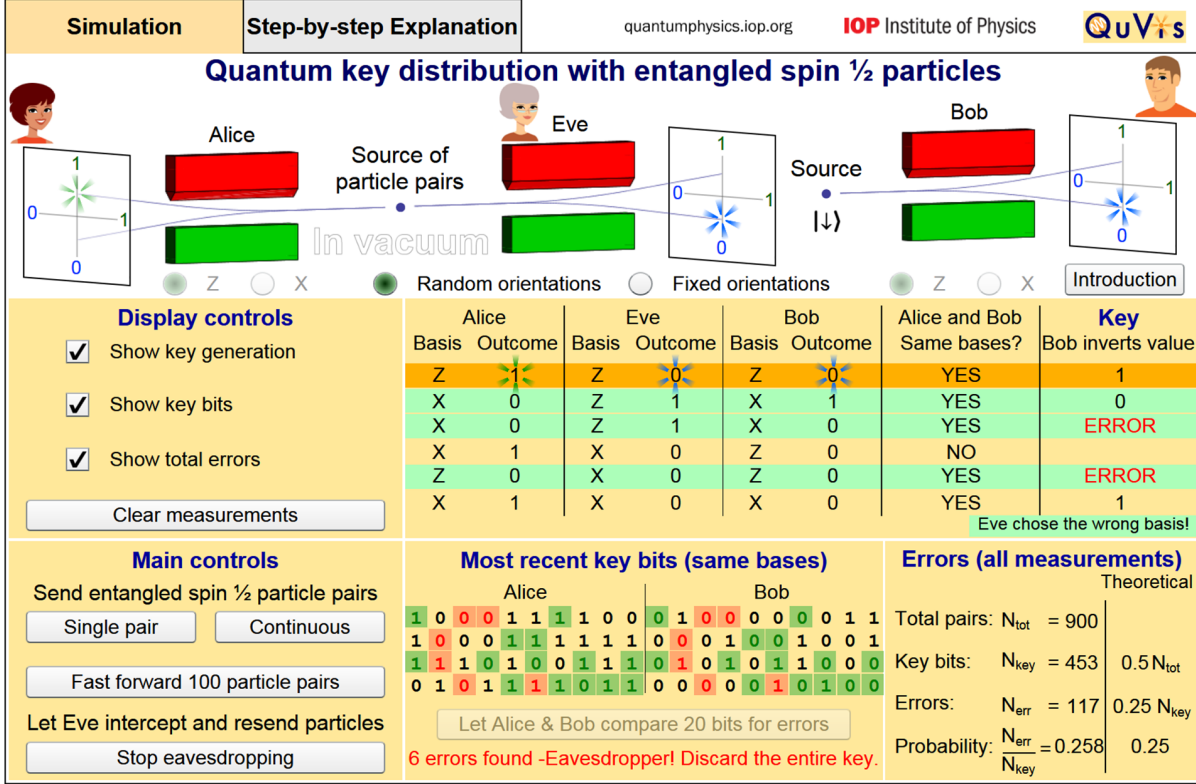 Simulation
Step-by-step Explanation
quantumphysics.iop.org
IOP Institute of Physics
QuVis
Quantum key distribution with entangled spin ½ particles
Alice
Source of
particle pairs
Eve
Source
|↓⟩
Bob
In vacuum
1
0 1
0
1
0 1
0
1
0 1
0
Z X
Random orientations
Fixed orientations
Z X
Introduction
Display controls
Show key generation
Show key bits
Show total errors
Clear measurements
Alice Eve Bob Alice and Bob Key
Basis Outcome Basis Outcome Basis Outcome Same bases? Bob inverts value
Z 1 Z 0 Z 0 YES 1
X 0 Z 1 X 1 YES 0
X 0 Z 1 X 0 YES ERROR
X 1 X 0 Z 0 NO
Z 0 X 0 Z 0 YES ERROR
X 1 X 0 X 0 YES 1
Eve chose the wrong basis!
Main controls
Send entangled spin ½ particle pairs
Single pair
Continuous
Fast forward 100 particle pairs
Let Eve intercept and resend particles
Stop eavesdropping
Most recent key bits (same bases)
Alice Bob
1 0 0 0 1 1 1 1 0 0 0 1 0 0 0 0 0 0 1 1
1 0 0 0 1 1 1 1 1 1 0 0 0 1 0 0 1 0 0 1
1 1 1 0 1 0 0 1 1 1 0 1 0 1 0 1 1 0 0 0
0 1 0 1 1 1 1 0 1 1 0 0 0 0 0 1 0 1 0 0
Let Alice & Bob compare 20 bits for errors
6 errors found -Eavesdropper! Discard the entire key.
Errors (all measurements)
Theoretical
Total pairs: Ntot = 900
Key bits: Nkey = 453 0.5 Ntot
Errors: Nerr = 117 0.25 Nkey
Probability: Nerr/Nkey = 0.258 0.25